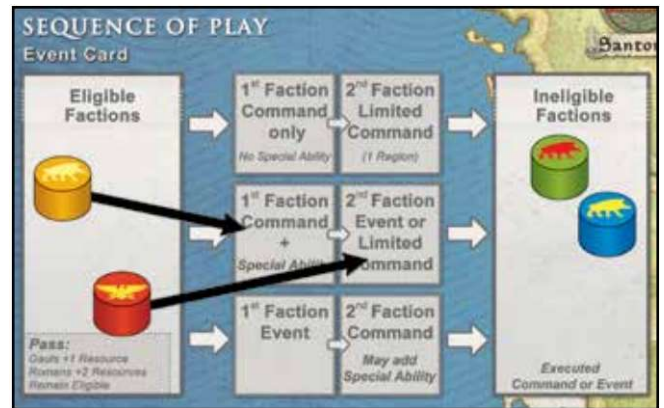 SEQUENCE OF PLAY
Event Card
Santo
Eligible
Factions
1st Faction
Command
only
No Special Ability
2nd Faction
Limited
Command
(1 Region)
Ineligible
Factions
1st Faction
Command
+
Special Ability
2nd Faction
Event or
Limited
Command
1st Faction
Event
2nd Faction
Command
May add
Special Ability
Pass:
Gauls +1 Resource
Romans +2 Resources
Remain Eligible
Executed
Command or Event